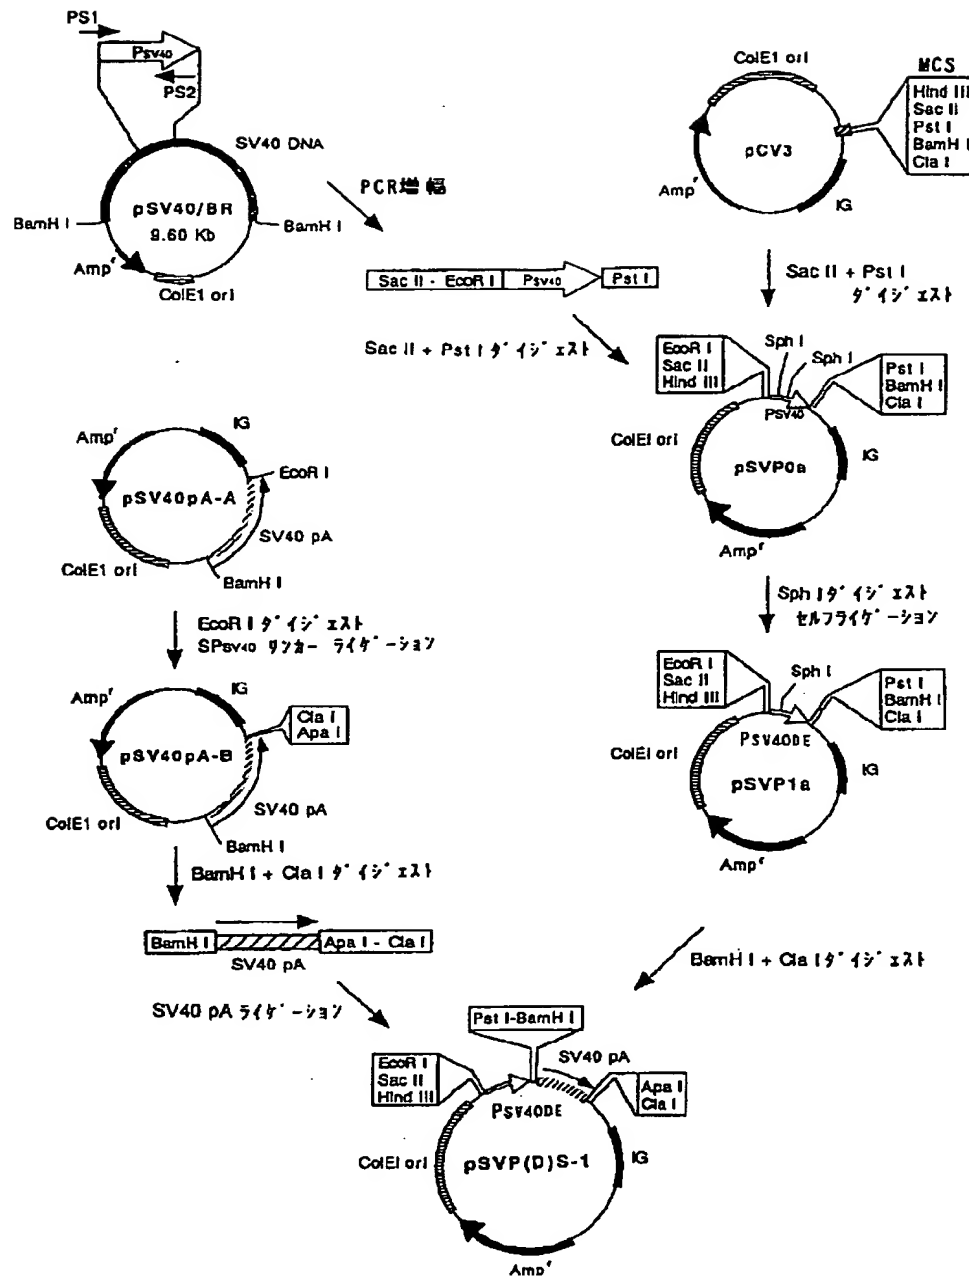 PS1
PSV40
PS2
SV40 DNA
pSV40/BR
9.60 Kb
BamH I
BamH I
Ampr
ColE1 ori
PCR増幅
ColE1 ori
MCS
Hind III
Sac II
Pst I
BamH I
Cla I
pCV3
Ampr
IG
Sac II - EcoR I
PSV40
Pst I
Sac II + Pst I
ダイジェスト
Sac II + Pst I ダイジェスト
EcoR I
Sac II
Hind III
Sph I
Sph I
Pst I
BamH I
Cla I
PSV40
ColEI ori
pSVP0a
IG
Ampr
Ampr
IG
EcoR I
pSV40pA-A
SV40 pA
ColE1 ori
BamH I
EcoR I ダイジェスト
SPSV40 リンカー ライゲーション
Sph I ダイジェスト
セルフライゲーション
Ampr
IG
Cla I
Apa I
pSV40pA-B
SV40 pA
ColE1 ori
BamH I
EcoR I
Sac II
Hind III
Sph I
Pst I
BamH I
Cla I
PSV40DE
ColEI ori
pSVP1a
IG
Ampr
BamH I + Cla I ダイジェスト
BamH I
Apa I - Cla I
SV40 pA
BamH I + Cla I ダイジェスト
SV40 pA ライゲーション
Pst I-BamH I
SV40 pA
EcoR I
Sac II
Hind III
Apa I
Cla I
PSV40DE
ColEI ori
pSVP(D)S-1
IG
Ampr